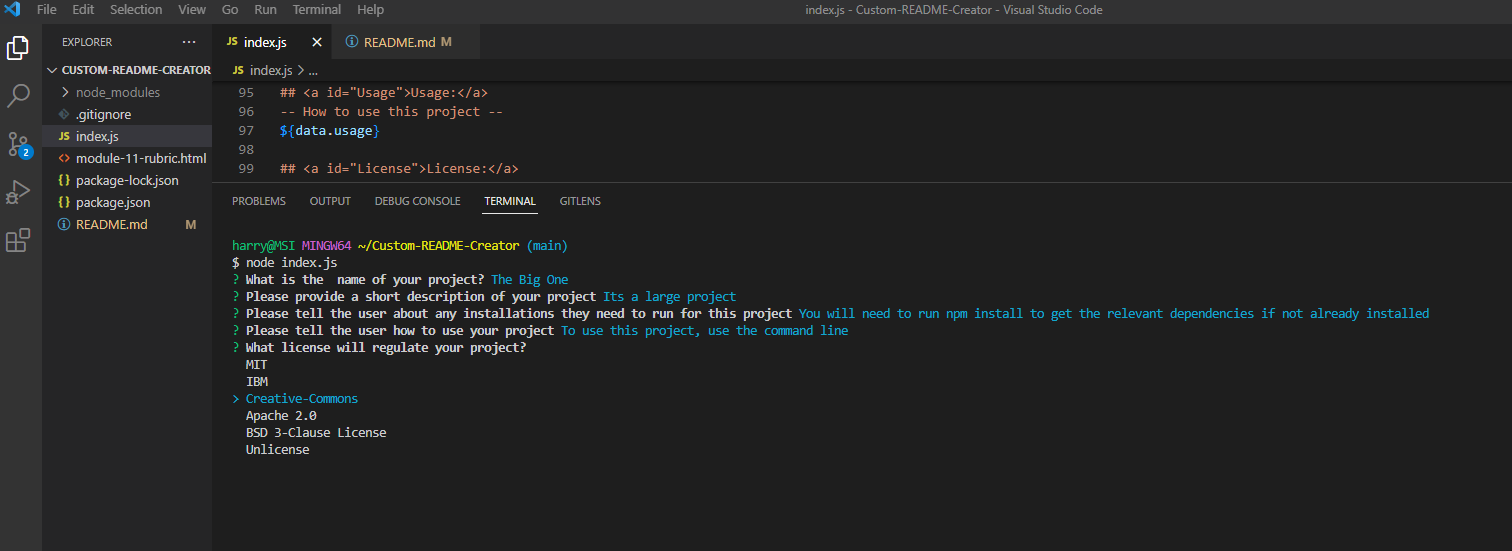 File Edit Selection View Go Run Terminal Help index.js - Custom-README-Creator - Visual Studio Code
EXPLORER ...
CUSTOM-README-CREATOR
node_modules
.gitignore
JS index.js
<> module-11-rubric.html
{} package-lock.json
{} package.json
README.md M
2
JS index.js × README.md M
JS index.js > ...
95 ## <a id="Usage">Usage:</a>
96 -- How to use this project --
97 ${data.usage}
98
99 ## <a id="License">License:</a>
PROBLEMS OUTPUT DEBUG CONSOLE TERMINAL GITLENS
harry@MSI MINGW64 ~/Custom-README-Creator (main)
$ node index.js
? What is the  name of your project? The Big One
? Please provide a short description of your project Its a large project
? Please tell the user about any installations they need to run for this project You will need to run npm install to get the relevant dependencies if not already installed
? Please tell the user how to use your project To use this project, use the command line
? What license will regulate your project?
MIT
IBM
> Creative-Commons
Apache 2.0
BSD 3-Clause License
Unlicense